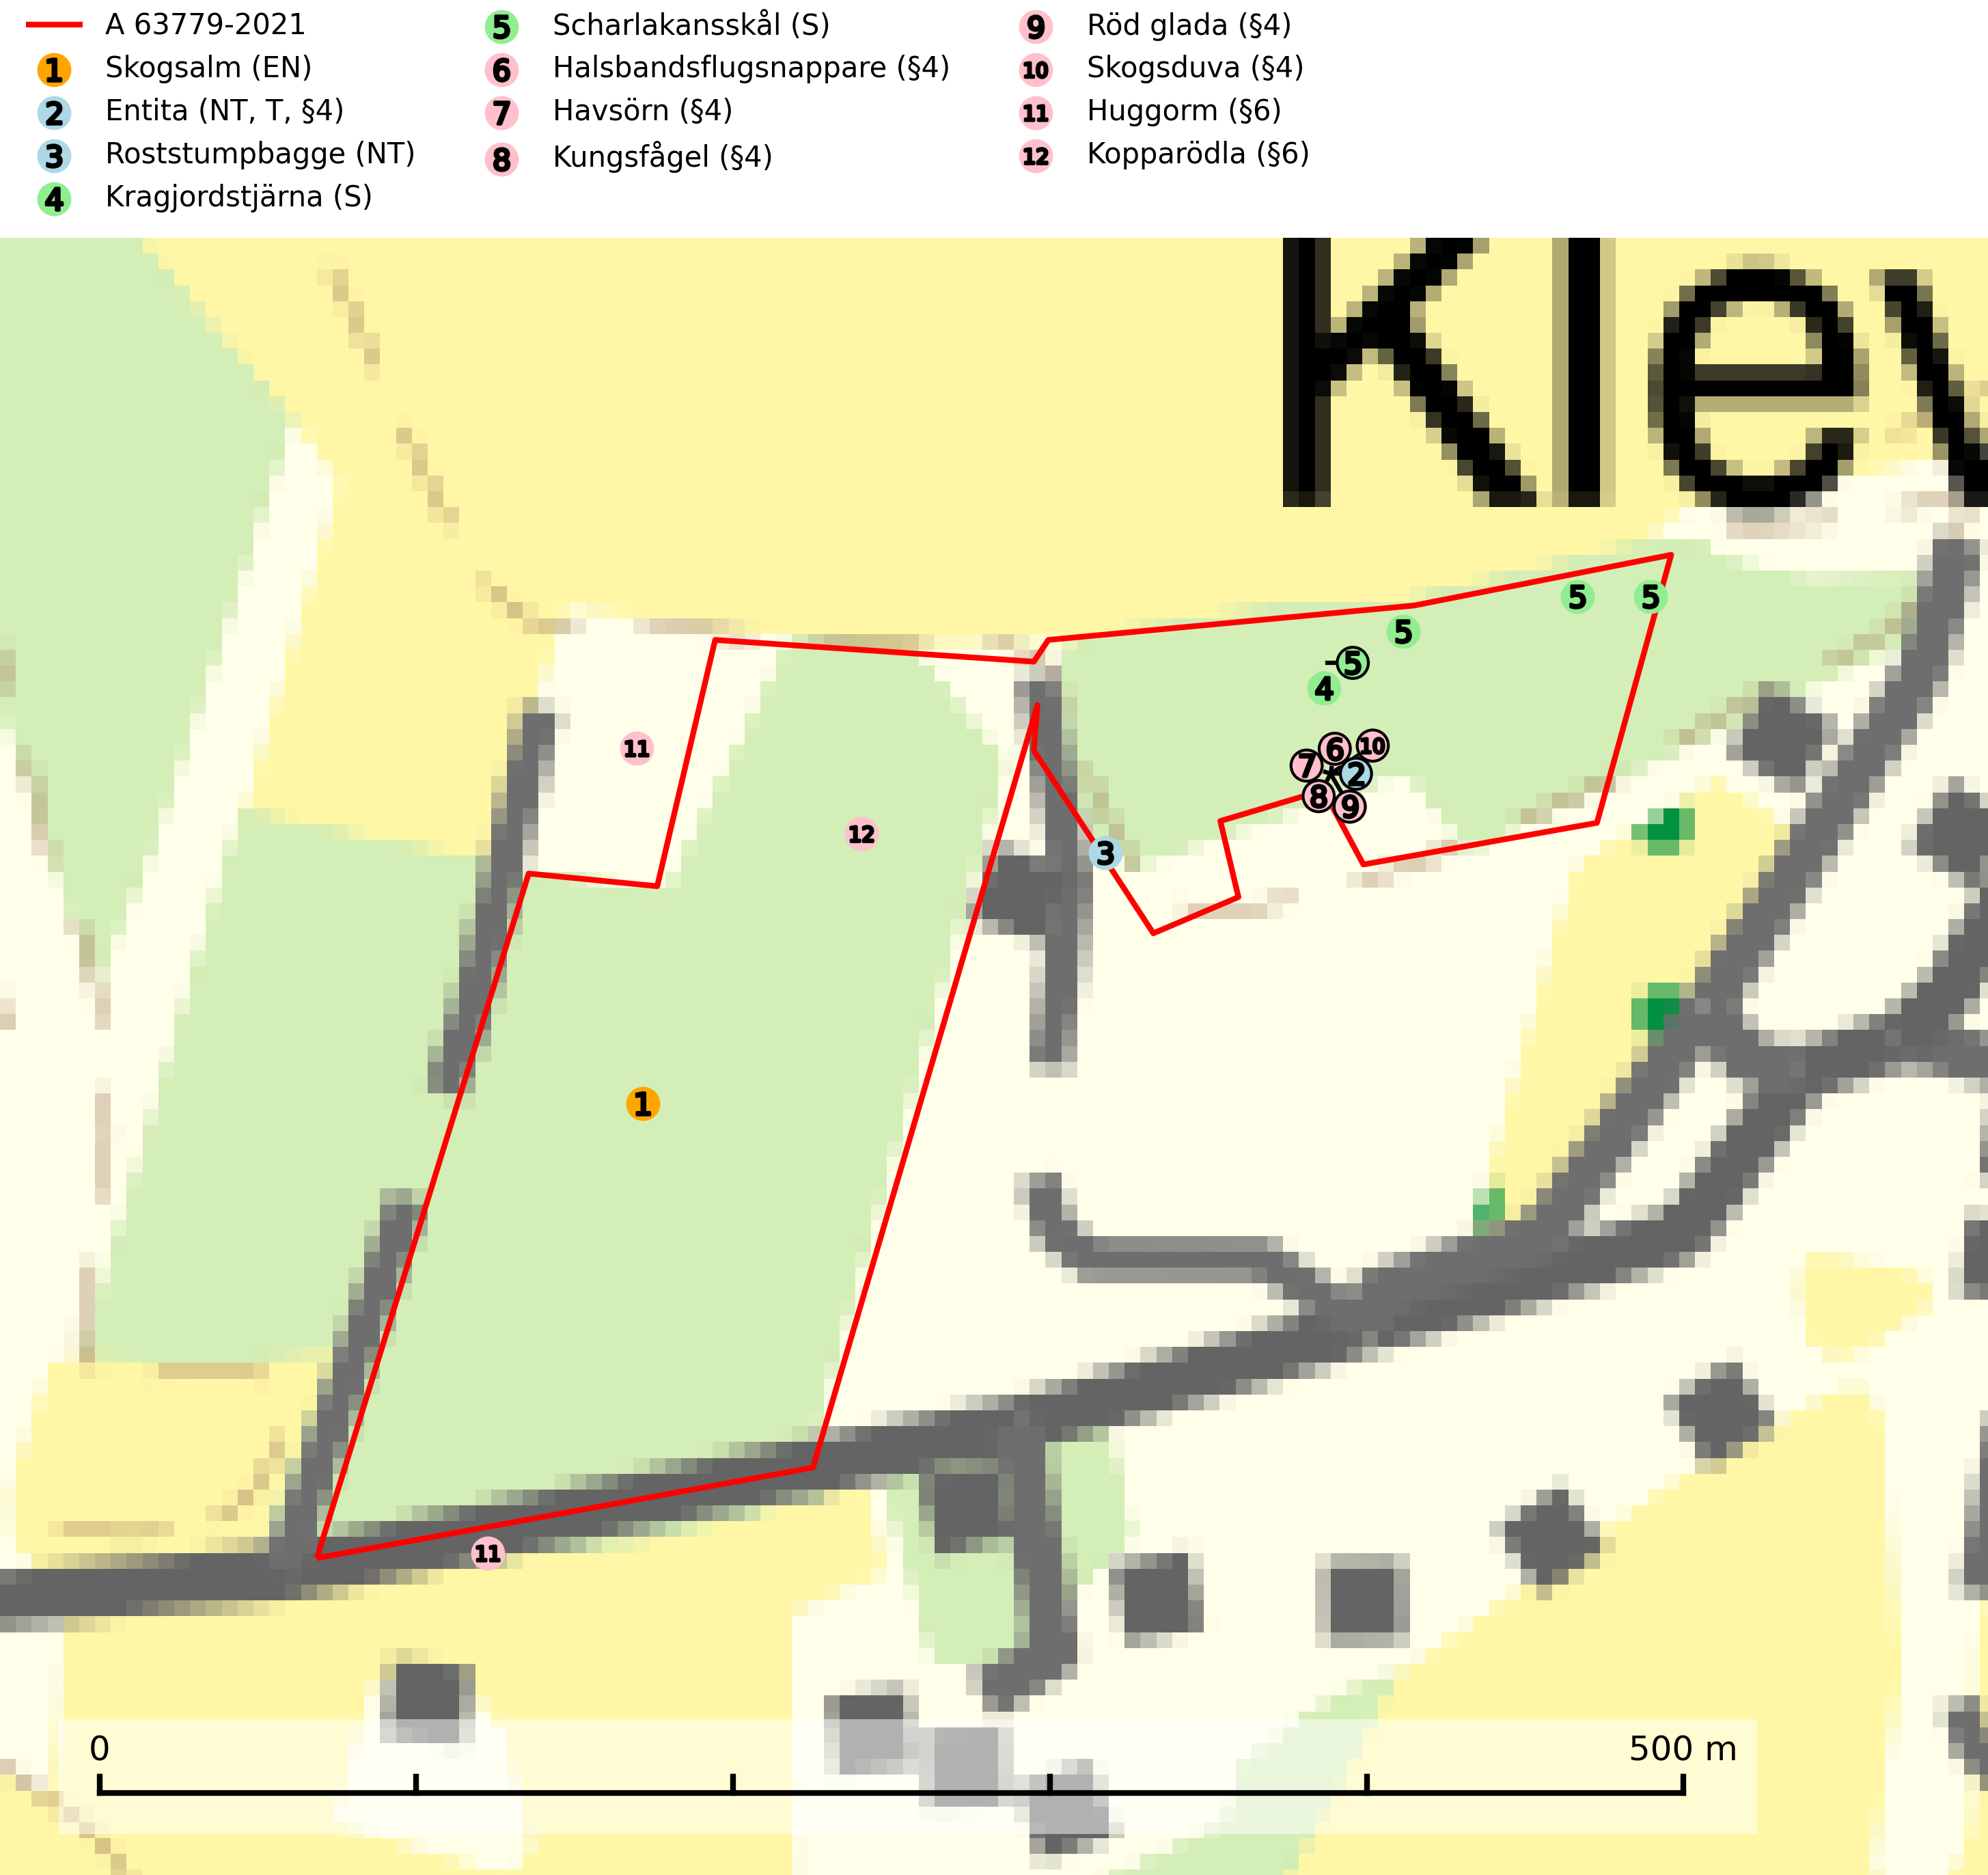 A 63779-2021
1 Skogsalm (EN)
2 Entita (NT, T, §4)
3 Roststumpbagge (NT)
4 Kragjordstjärna (S)
5 Scharlakansskål (S)
6 Halsbandsflugsnappare (§4)
7 Havsörn (§4)
8 Kungsfågel (§4)
9 Röd glada (§4)
10 Skogsduva (§4)
11 Huggorm (§6)
12 Kopparödla (§6)
Kle
5 5
5
5
4
11 6 10
7 2
8 9
12
3
1
11
0 500 m